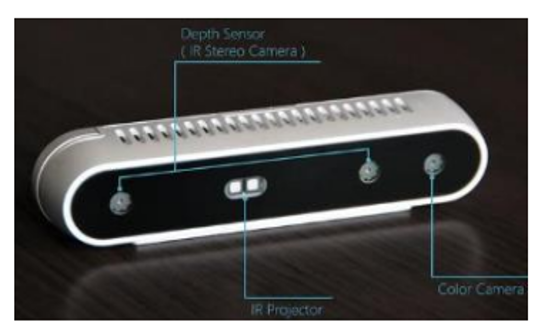 Depth Sensor
( IR Stereo Camera )
IR Projector
Color Camera